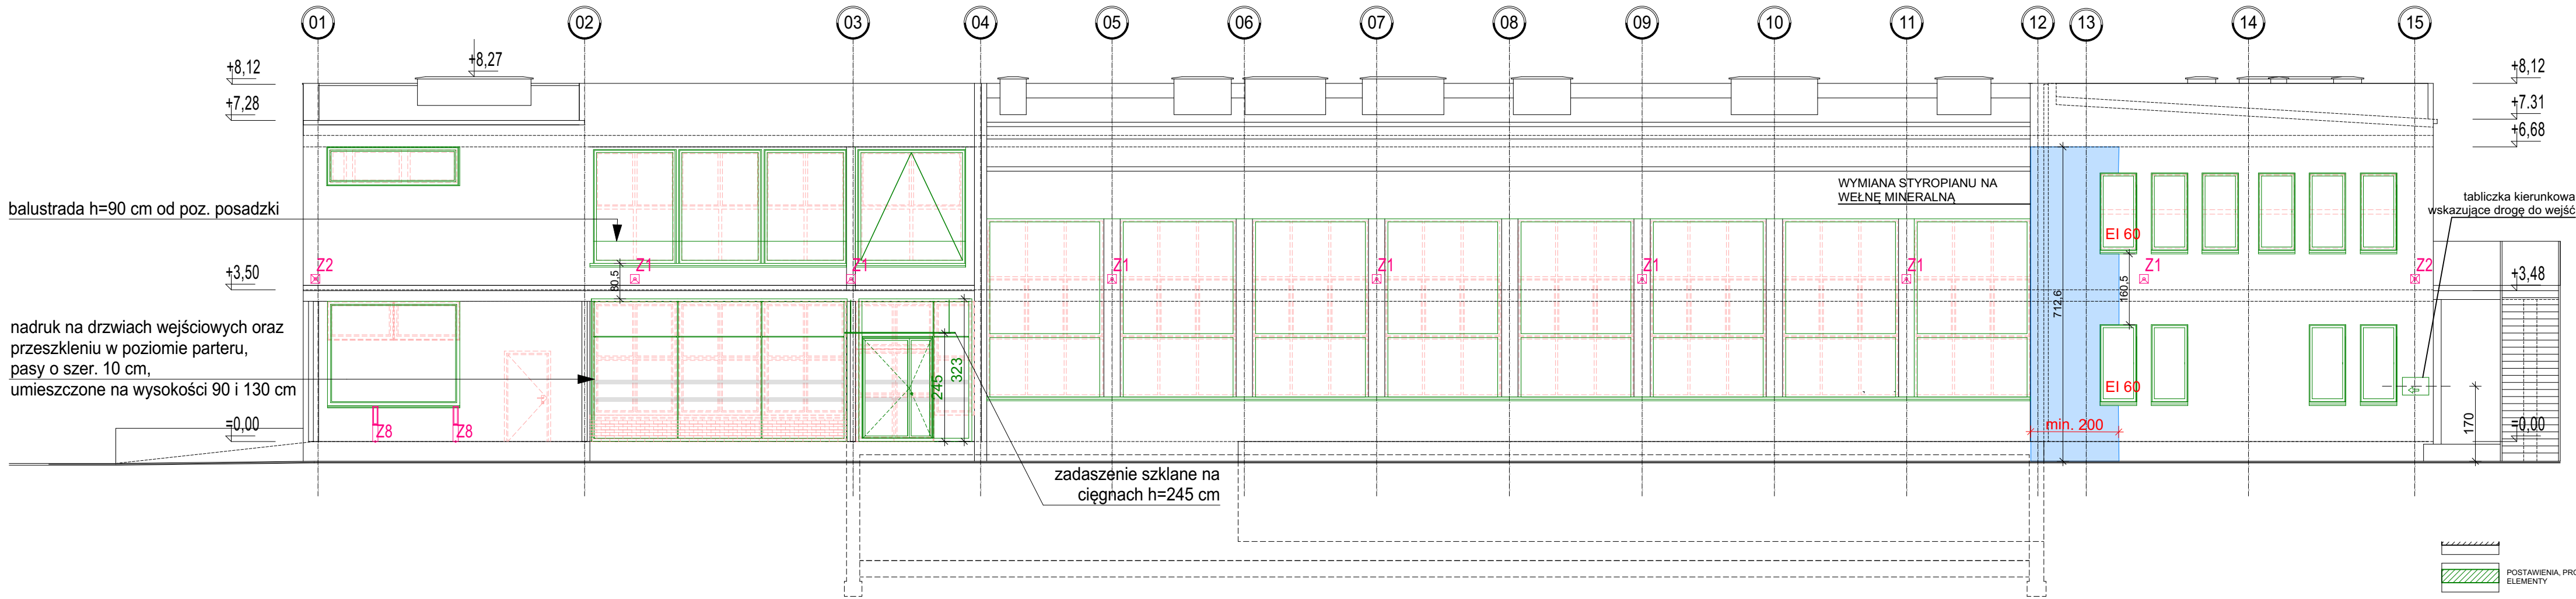 01
02
03
04
05
06
07
08
09
10
11
12
13
14
15
+8,12
+8,27
+7,28
+8,12
+7.31
+6,68
balustrada h=90 cm od poz. posadzki
WYMIANA STYROPIANU NA
WEŁNĘ MINERALNĄ
tabliczka kierunkowa
wskazujące drogę do wejść
EI 60
Z2
Z1
Z1
Z1
Z1
Z1
Z1
Z1
Z2
+3,50
80,5
712,6
160,5
+3,48
nadruk na drzwiach wejściowych oraz
przeszkleniu w poziomie parteru,
pasy o szer. 10 cm,
umieszczone na wysokości 90 i 130 cm
245
323
EI 60
=0,00
Z8
Z8
min. 200
170
=0,00
zadaszenie szklane na
cięgnach h=245 cm
POSTAWIENIA, PRO
ELEMENTY